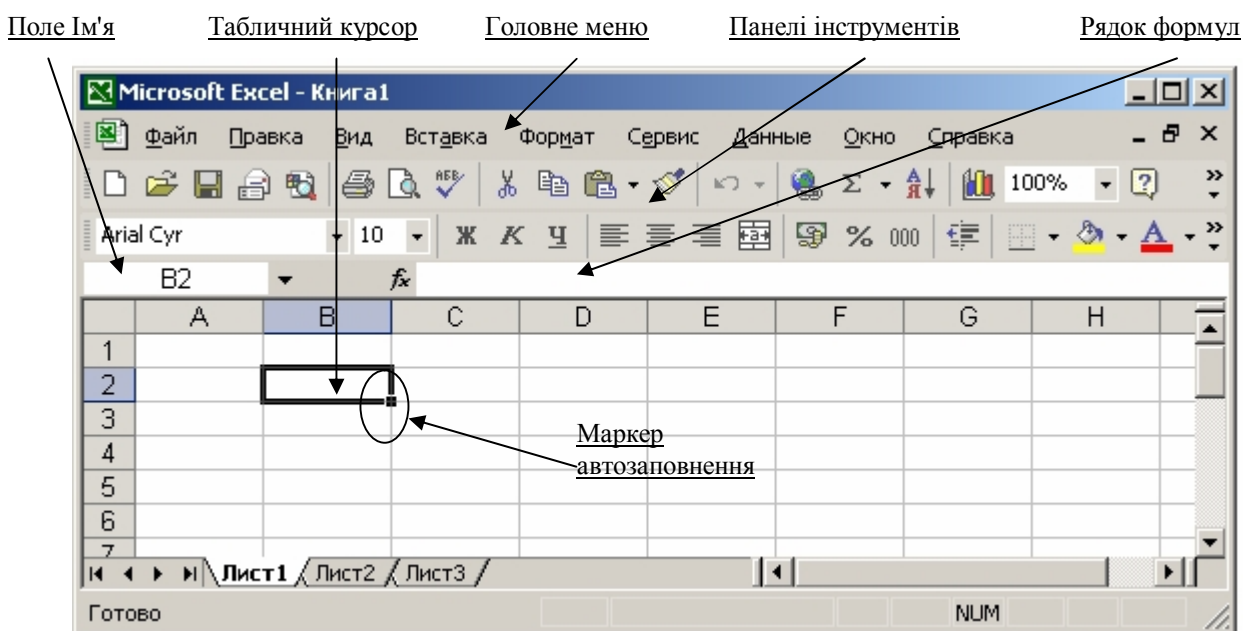 Поле Ім'я Табличний курсор Головне меню Панелі інструментів Рядок формул
Microsoft Excel - Книга1
Файл Правка Вид Вставка Формат Сервис Данные Окно Справка
100%
Arial Cyr 10 Ж К Ч % 000
B2 fx
A B C D E F G H
1
2
3
4
5
6
7
Маркер
автозаповнення
Лист1 Лист2 Лист3
Готово NUM